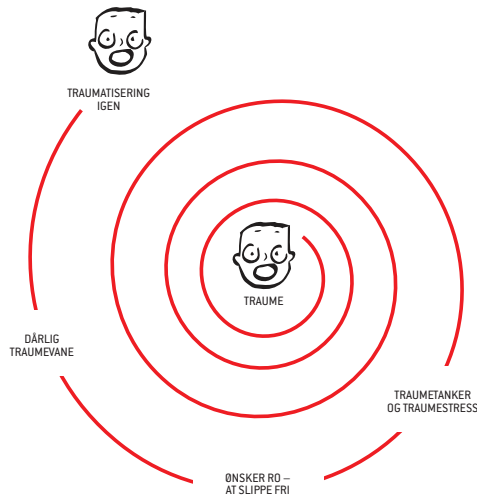 TRAUMATISERING
IGEN
TRAUME
DÅRLIG
TRAUMEVANE
TRAUMETANKER
OG TRAUMESTRESS
ØNSKER RO –
AT SLIPPE FRI